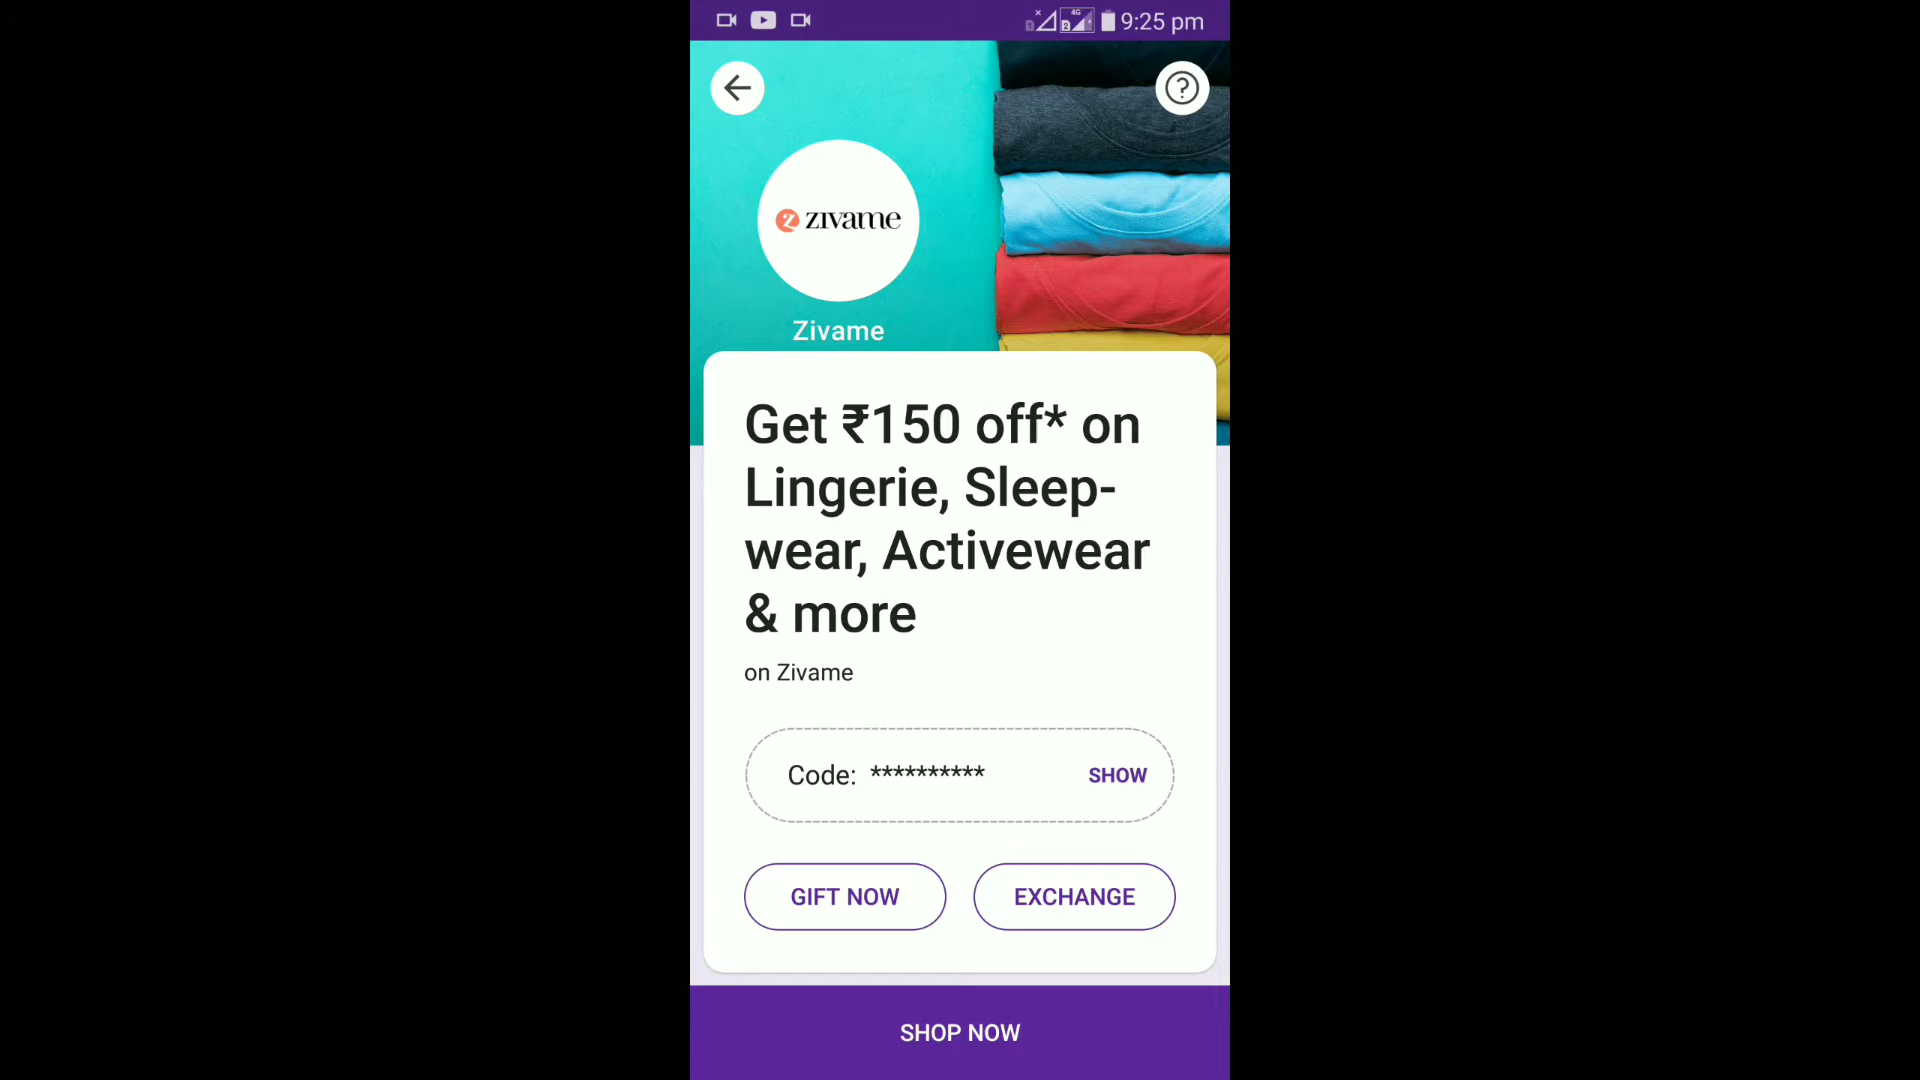 4G
9:25 pm
zivame
Zivame
Get ₹150 off* on
Lingerie, Sleep-
wear, Activewear
& more
on Zivame
Code: ********** SHOW
GIFT NOW EXCHANGE
SHOP NOW